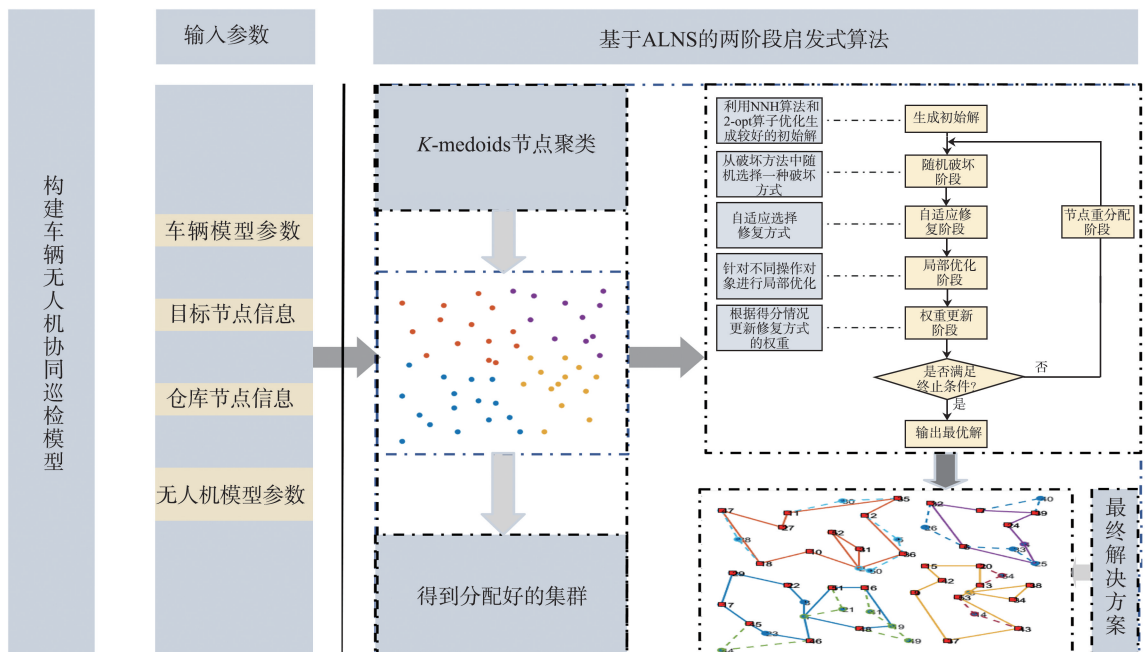 输入参数
基于ALNS的两阶段启发式算法
构建车辆无人机协同巡检模型
车辆模型参数
目标节点信息
仓库节点信息
无人机模型参数
K-medoids节点聚类
得到分配好的集群
利用NNH算法和
2-opt算子优化生
成较好的初始解
从破坏方法中随
机选择一种破坏
方式
自适应选择
修复方式
针对不同操作对
象进行局部优化
根据得分情况
更新修复方式
的权重
生成初始解
随机破坏
阶段
自适应修
复阶段
局部优化
阶段
权重更新
阶段
是否满足
终止条件?
否
是
节点重分配
阶段
输出最优解
最终解决方案